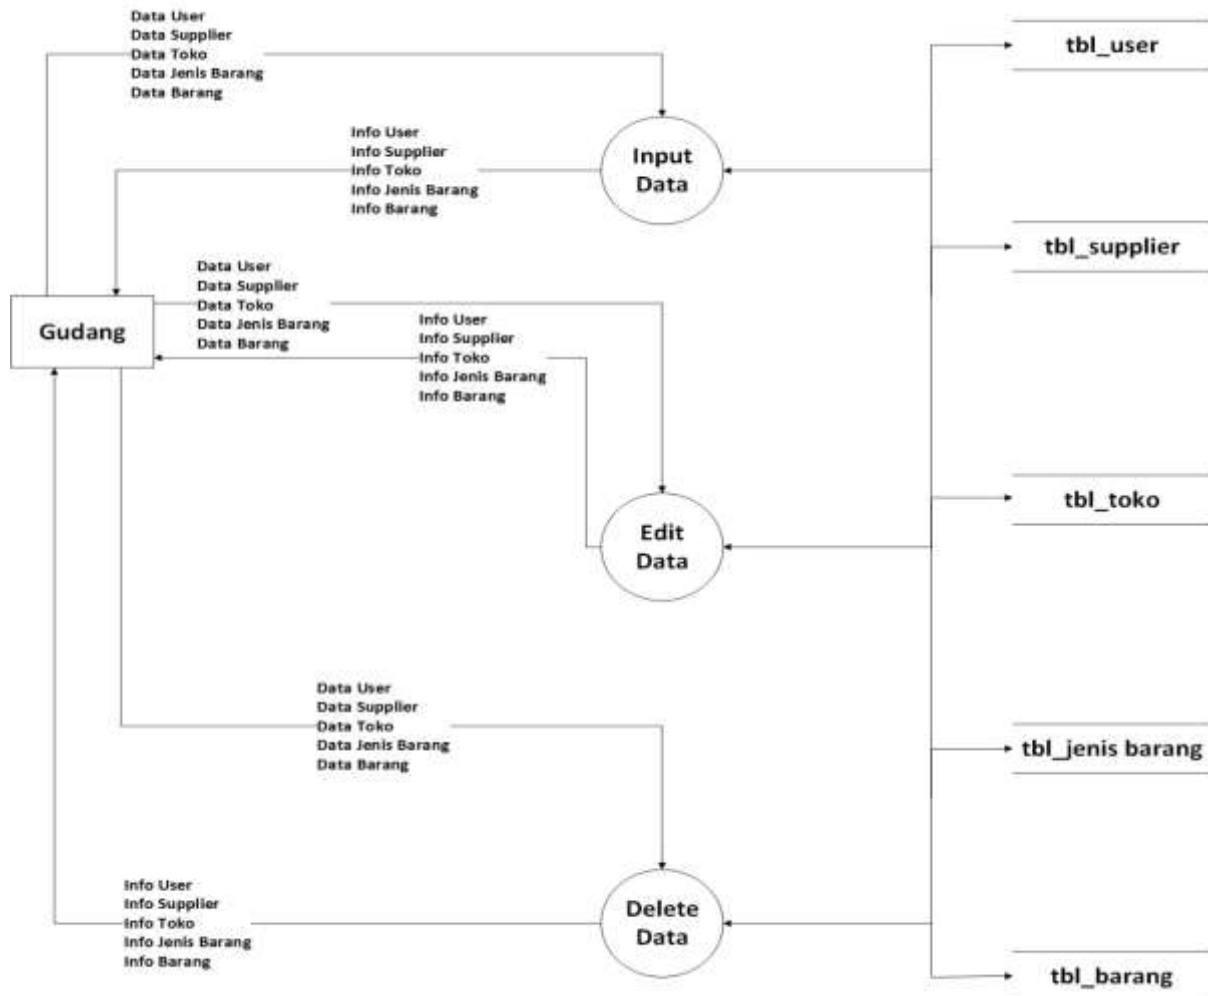 Data User
Data Supplier
Data Toko
Data Jenis Barang
Data Barang
tbl_user
Info User
Info Supplier
Info Toko
Info Jenis Barang
Info Barang
Input
Data
tbl_supplier
Data User
Data Supplier
Data Toko
Data Jenis Barang
Data Barang
Gudang
Info User
Info Supplier
Info Toko
Info Jenis Barang
Info Barang
tbl_toko
Edit
Data
Data User
Data Supplier
Data Toko
Data Jenis Barang
Data Barang
tbl_jenis barang
Info User
Info Supplier
Info Toko
Info Jenis Barang
Info Barang
Delete
Data
tbl_barang